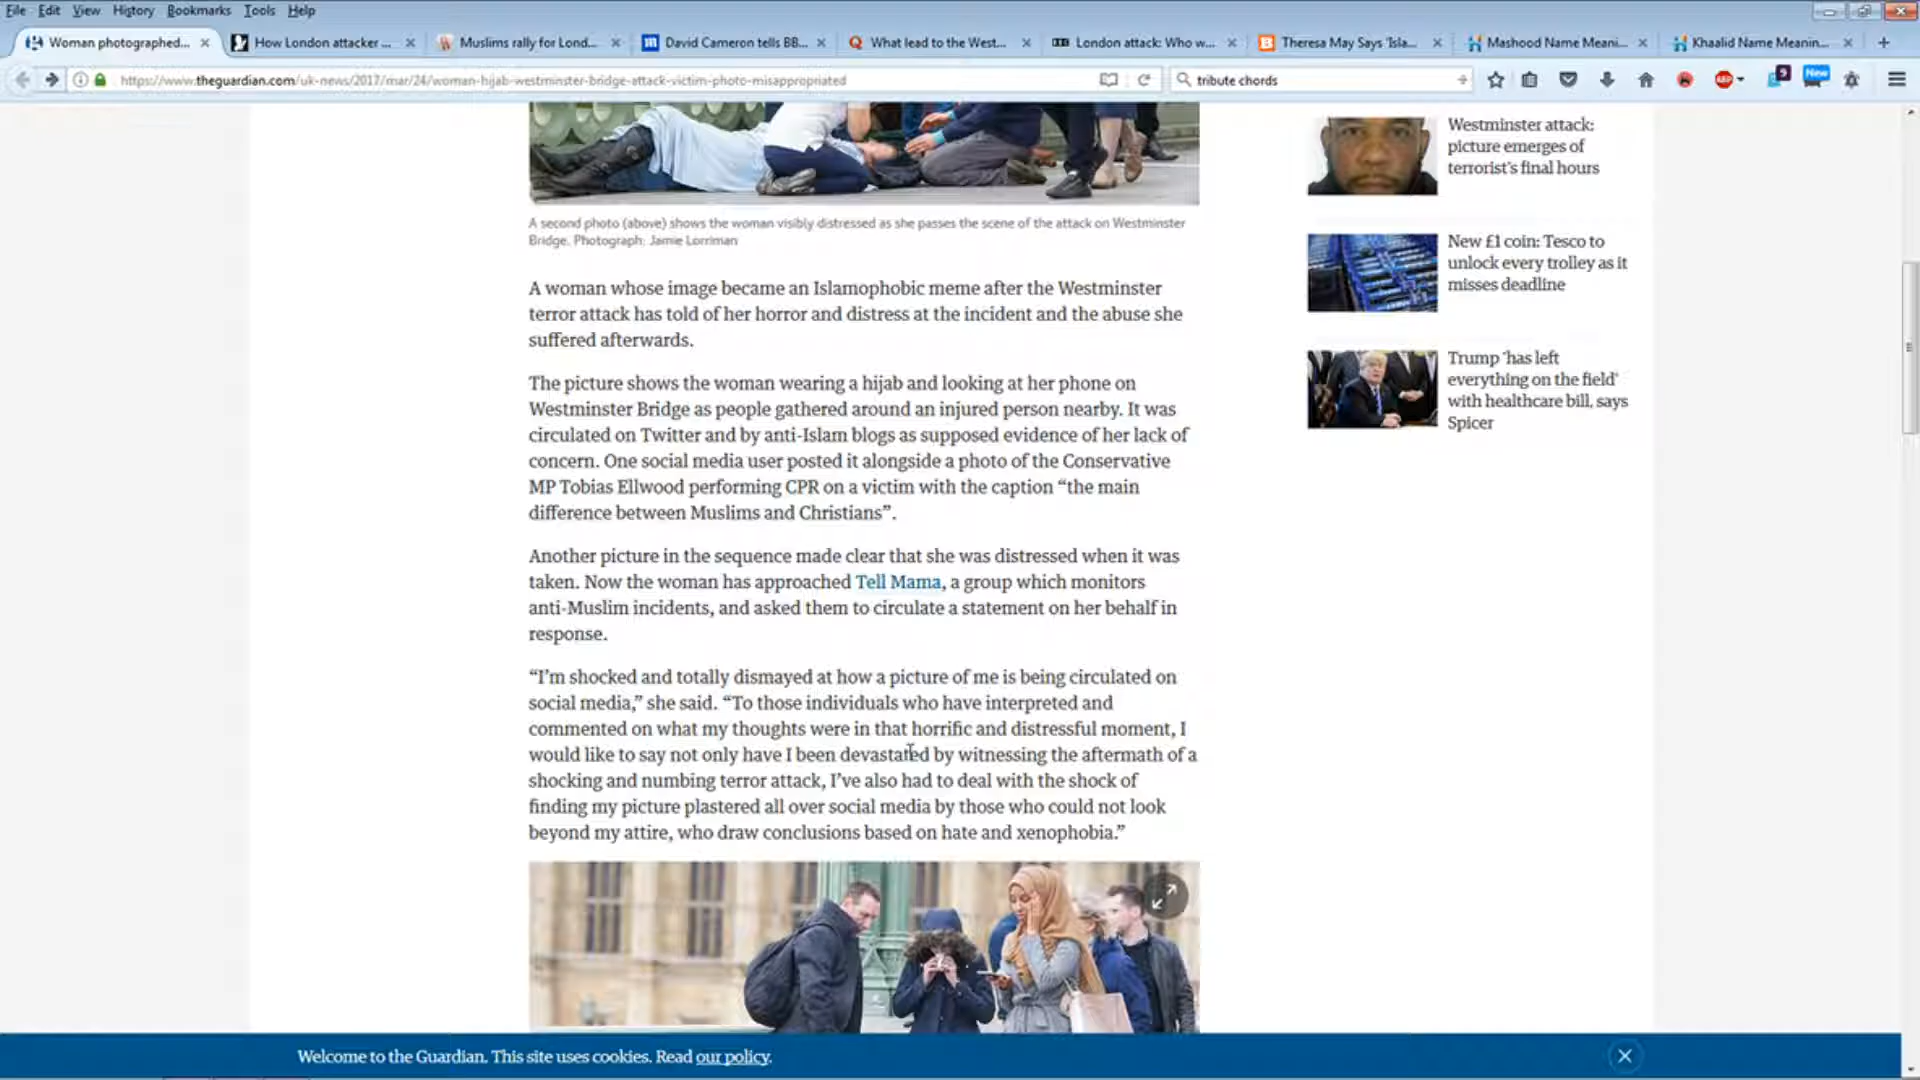 File Edit View History Bookmarks Tools Help
Woman photographed...
How London attacker ...
Muslims rally for Lond...
David Cameron tells BB...
What lead to the West...
London attack: Who w...
Theresa May Says 'Isla...
Mashood Name Meani...
Khaalid Name Meanin...
https://www.theguardian.com/uk-news/2017/mar/24/woman-hijab-westminster-bridge-attack-victim-photo-misappropriated
tribute chords
ABP
9
New
A second photo (above) shows the woman visibly distressed as she passes the scene of the attack on Westminster
Bridge. Photograph: Jamie Lorriman
A woman whose image became an Islamophobic meme after the Westminster
terror attack has told of her horror and distress at the incident and the abuse she
suffered afterwards.
The picture shows the woman wearing a hijab and looking at her phone on
Westminster Bridge as people gathered around an injured person nearby. It was
circulated on Twitter and by anti-Islam blogs as supposed evidence of her lack of
concern. One social media user posted it alongside a photo of the Conservative
MP Tobias Ellwood performing CPR on a victim with the caption “the main
difference between Muslims and Christians”.
Another picture in the sequence made clear that she was distressed when it was
taken. Now the woman has approached Tell Mama, a group which monitors
anti-Muslim incidents, and asked them to circulate a statement on her behalf in
response.
“I’m shocked and totally dismayed at how a picture of me is being circulated on
social media,” she said. “To those individuals who have interpreted and
commented on what my thoughts were in that horrific and distressful moment, I
would like to say not only have I been devastated by witnessing the aftermath of a
shocking and numbing terror attack, I’ve also had to deal with the shock of
finding my picture plastered all over social media by those who could not look
beyond my attire, who draw conclusions based on hate and xenophobia.”
Westminster attack:
picture emerges of
terrorist’s final hours
New £1 coin: Tesco to
unlock every trolley as it
misses deadline
Trump ‘has left
everything on the field’
with healthcare bill, says
Spicer
Welcome to the Guardian. This site uses cookies. Read our policy.